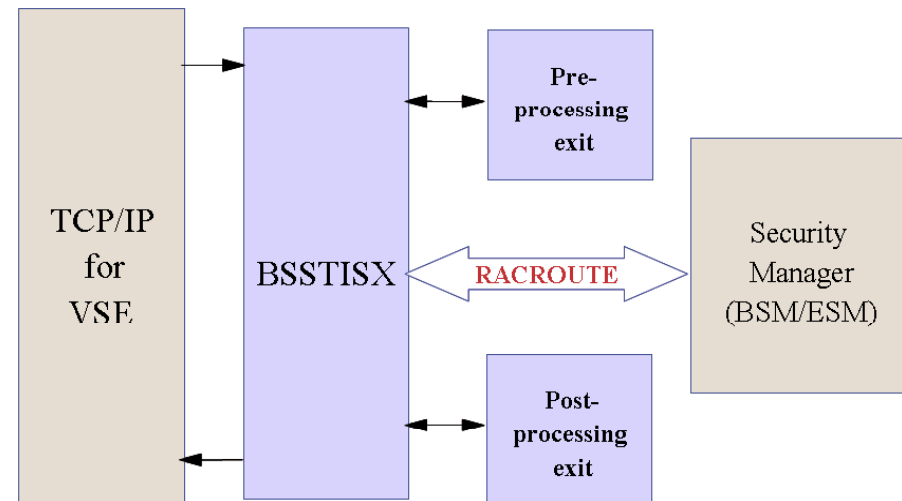 TCP/IP
for
VSE
BSSTISX
Pre-
processing
exit
RACROUTE
Security
Manager
(BSM/ESM)
Post-
processing
exit